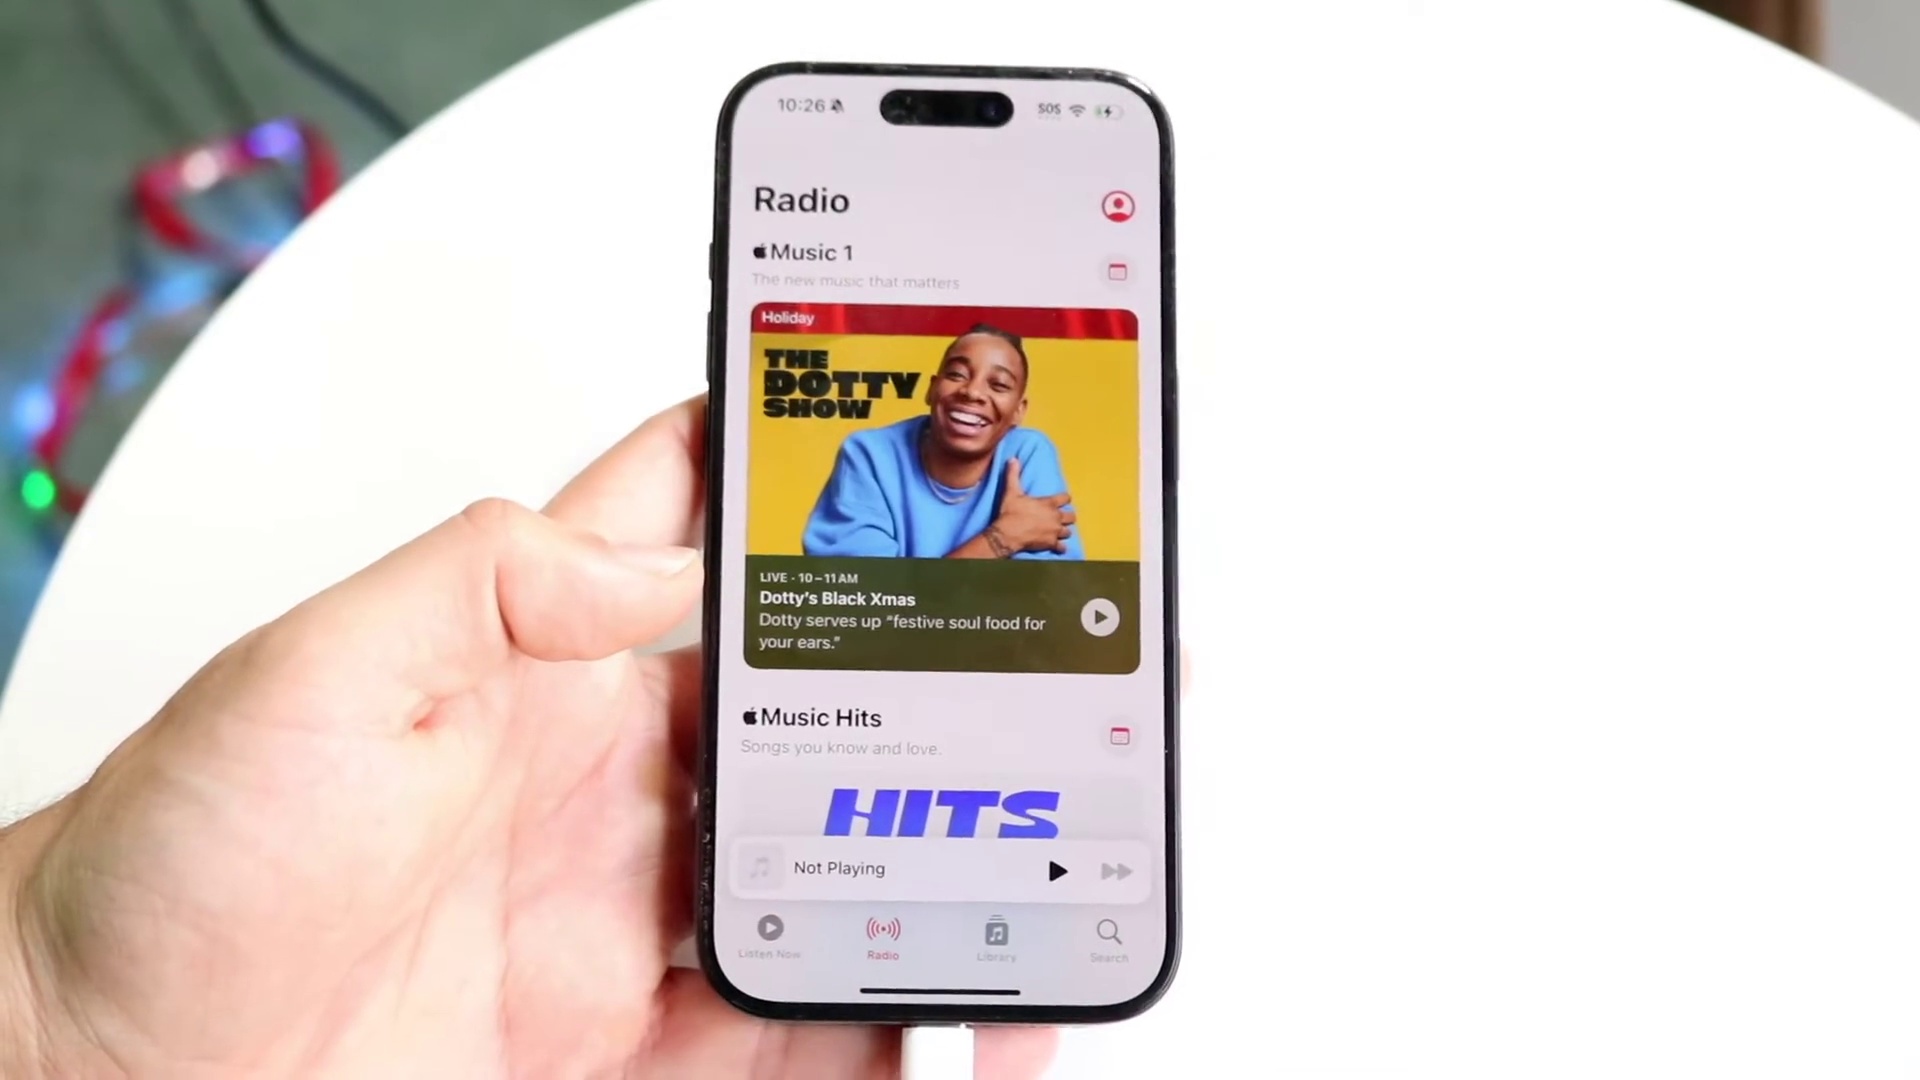 10:26
SOS
Radio
Music 1
The new music that matters
Holiday
THE
DOTTY
SHOW
LIVE · 10–11 AM
Dotty's Black Xmas
Dotty serves up “festive soul food for
your ears.”
Music Hits
Songs you know and love.
HITS
Not Playing
Listen Now
Radio
Library
Search